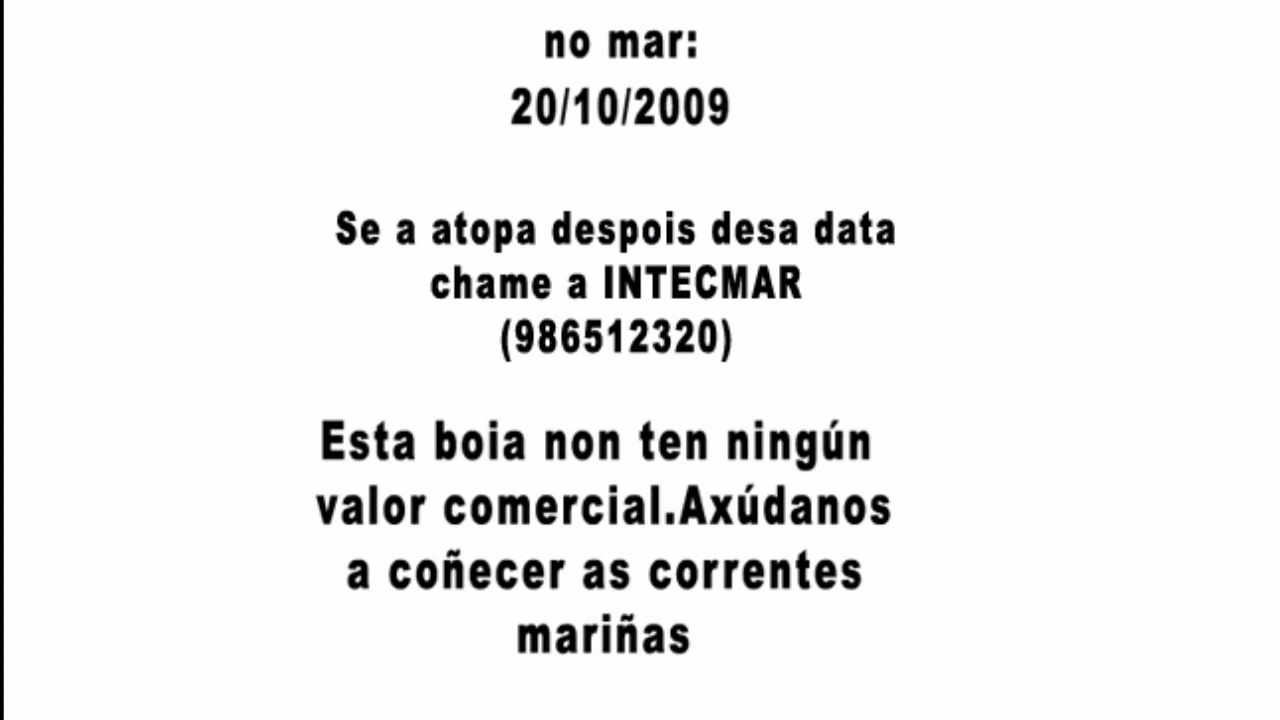 no mar:
20/10/2009
Se a atopa despois desa data
chame a INTECMAR
(986512320)
Esta boia non ten ningún
valor comercial.Axúdanos
a coñecer as correntes
mariñas